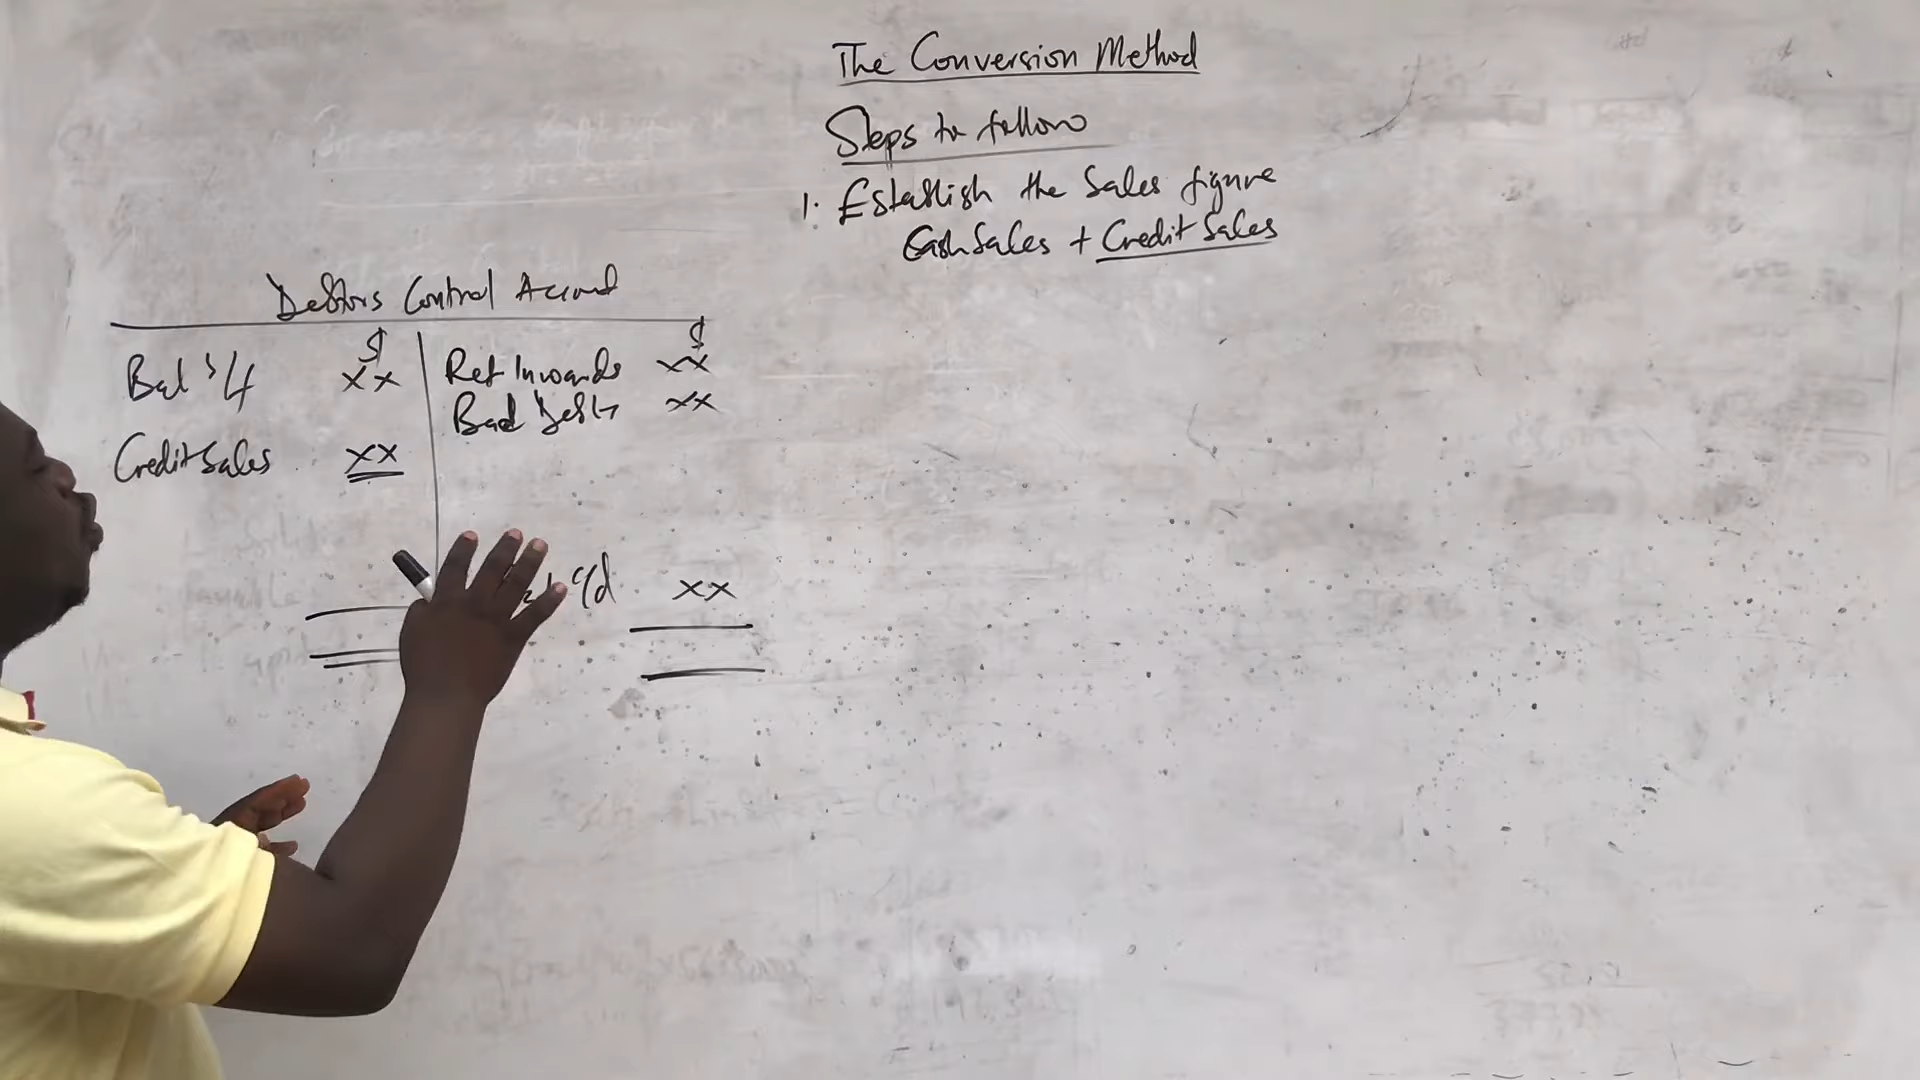 The Conversion Method
Steps to follow
1. Establish the Sales figure
Cash Sales + Credit Sales
Debtors Control Account
$ $
Bal b/f xx Ret Inwards xx
Bad Debts xx
Credit Sales xx
c/d xx